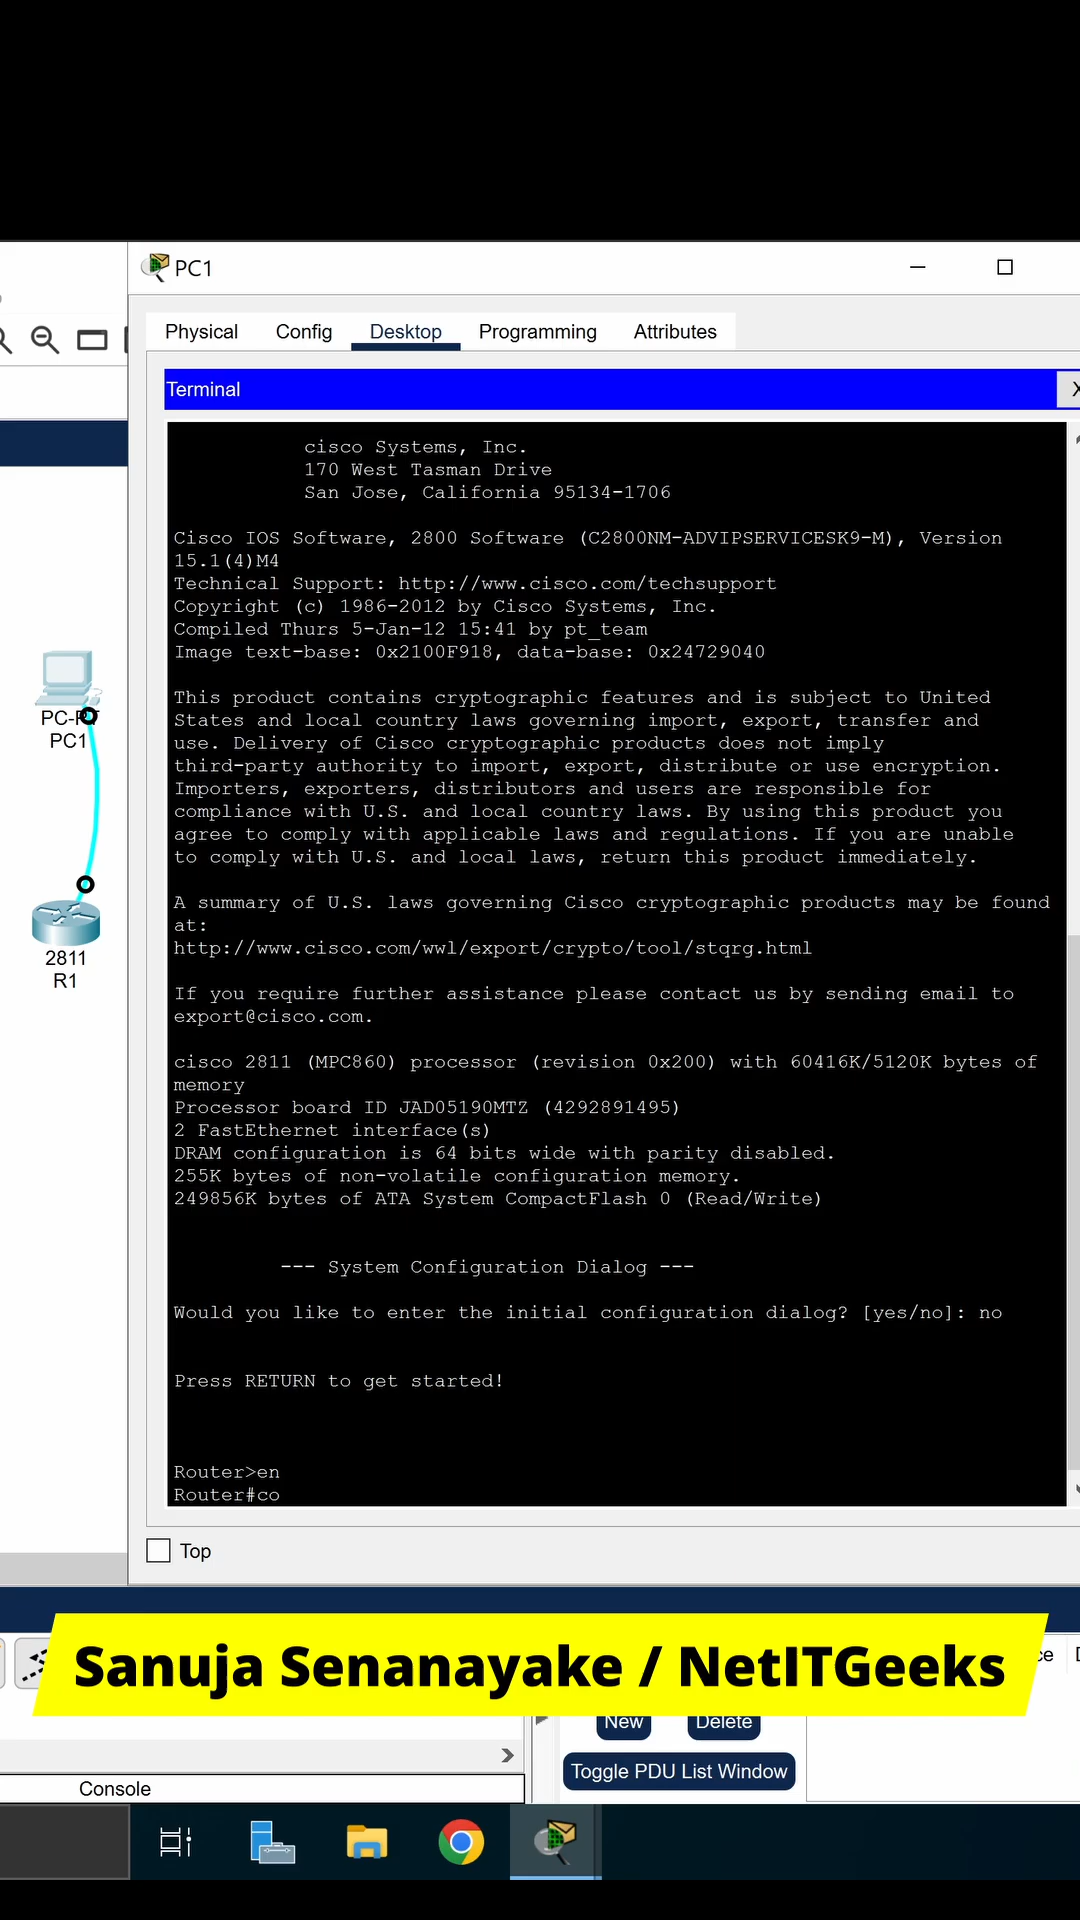 PC1
Physical
Config
Desktop
Programming
Attributes
Terminal
X
cisco Systems, Inc.
170 West Tasman Drive
San Jose, California 95134-1706
Cisco IOS Software, 2800 Software (C2800NM-ADVIPSERVICESK9-M), Version
15.1(4)M4
Technical Support: http://www.cisco.com/techsupport
Copyright (c) 1986-2012 by Cisco Systems, Inc.
Compiled Thurs 5-Jan-12 15:41 by pt_team
Image text-base: 0x2100F918, data-base: 0x24729040
This product contains cryptographic features and is subject to United
States and local country laws governing import, export, transfer and
use. Delivery of Cisco cryptographic products does not imply
third-party authority to import, export, distribute or use encryption.
Importers, exporters, distributors and users are responsible for
compliance with U.S. and local country laws. By using this product you
agree to comply with applicable laws and regulations. If you are unable
to comply with U.S. and local laws, return this product immediately.
A summary of U.S. laws governing Cisco cryptographic products may be found
at:
http://www.cisco.com/wwl/export/crypto/tool/stqrg.html
If you require further assistance please contact us by sending email to
export@cisco.com.
cisco 2811 (MPC860) processor (revision 0x200) with 60416K/5120K bytes of
memory
Processor board ID JAD05190MTZ (4292891495)
2 FastEthernet interface(s)
DRAM configuration is 64 bits wide with parity disabled.
255K bytes of non-volatile configuration memory.
249856K bytes of ATA System CompactFlash 0 (Read/Write)
--- System Configuration Dialog ---
Would you like to enter the initial configuration dialog? [yes/no]: no
Press RETURN to get started!
Router>en
Router#co
PC-PT
PC1
2811
R1
Top
Sanuja Senanayake / NetITGeeks
New
Delete
Toggle PDU List Window
Console